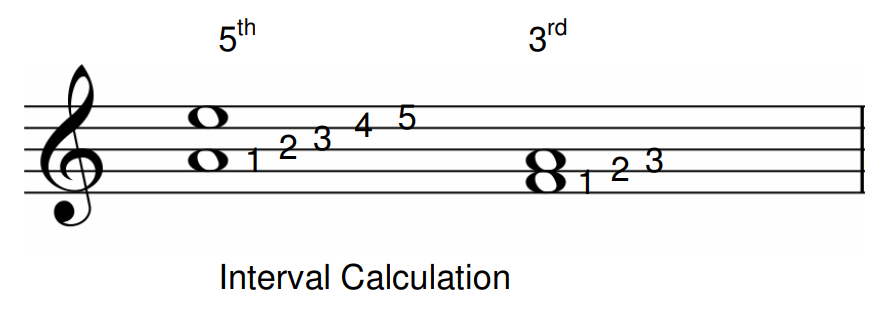 5th 3rd
1 2 3 4 5 1 2 3
Interval Calculation